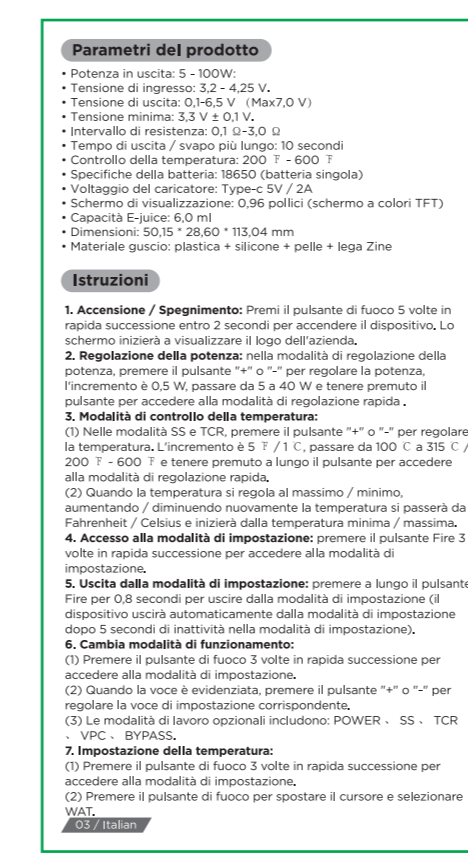 Parametri del prodotto
• Potenza in uscita: 5 - 100W:
• Tensione di ingresso: 3,2 - 4,25 V.
• Tensione di uscita: 0,1-6,5 V （Max7,0 V）
• Tensione minima: 3,3 V ± 0,1 V.
• Intervallo di resistenza: 0,1 Ω-3,0 Ω
• Tempo di uscita / svapo più lungo: 10 secondi
• Controllo della temperatura: 200 ℉ - 600 ℉
• Specifiche della batteria: 18650 (batteria singola)
• Voltaggio del caricatore: Type-c 5V / 2A
• Schermo di visualizzazione: 0,96 pollici (schermo a colori TFT)
• Capacità E-juice: 6,0 ml
• Dimensioni: 50,15 * 28,60 * 113,04 mm
• Materiale guscio: plastica + silicone + pelle + lega Zine
Istruzioni
1. Accensione / Spegnimento: Premi il pulsante di fuoco 5 volte in
rapida successione entro 2 secondi per accendere il dispositivo. Lo
schermo inizierà a visualizzare il logo dell'azienda.
2. Regolazione della potenza: nella modalità di regolazione della
potenza, premere il pulsante "+" o "-" per regolare la potenza,
l'incremento è 0,5 W, passare da 5 a 40 W e tenere premuto il
pulsante per accedere alla modalità di regolazione rapida .
3. Modalità di controllo della temperatura:
(1) Nelle modalità SS e TCR, premere il pulsante "+" o "-" per regolare
la temperatura. L'incremento è 5 ℉ / 1 ℃, passare da 100 ℃ a 315 ℃ /
200 ℉ - 600 ℉ e tenere premuto a lungo il pulsante per accedere
alla modalità di regolazione rapida.
(2) Quando la temperatura si regola al massimo / minimo,
aumentando / diminuendo nuovamente la temperatura si passerà da
Fahrenheit / Celsius e inizierà dalla temperatura minima / massima.
4. Accesso alla modalità di impostazione: premere il pulsante Fire 3
volte in rapida successione per accedere alla modalità di
impostazione.
5. Uscita dalla modalità di impostazione: premere a lungo il pulsante
Fire per 0,8 secondi per uscire dalla modalità di impostazione (il
dispositivo uscirà automaticamente dalla modalità di impostazione
dopo 5 secondi di inattività nella modalità di impostazione).
6. Cambia modalità di funzionamento:
(1) Premere il pulsante di fuoco 3 volte in rapida successione per
accedere alla modalità di impostazione.
(2) Quando la voce è evidenziata, premere il pulsante "+" o "-" per
regolare la voce di impostazione corrispondente.
(3) Le modalità di lavoro opzionali includono: POWER 、 SS 、 TCR
、 VPC 、 BYPASS.
7. Impostazione della temperatura:
(1) Premere il pulsante di fuoco 3 volte in rapida successione per
accedere alla modalità di impostazione.
(2) Premere il pulsante di fuoco per spostare il cursore e selezionare
WAT.
03 / Italian